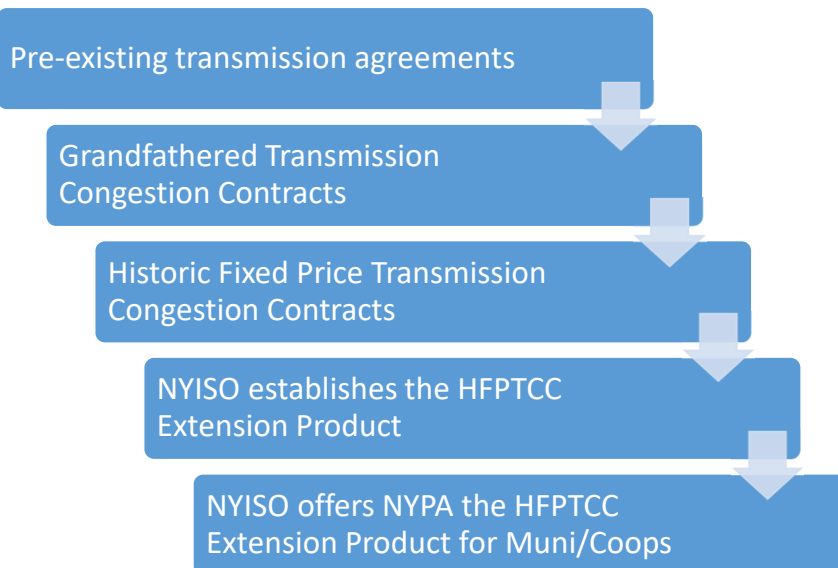 Pre-existing transmission agreements
Grandfathered Transmission
Congestion Contracts
Historic Fixed Price Transmission
Congestion Contracts
NYISO establishes the HFPTCC
Extension Product
NYISO offers NYPA the HFPTCC
Extension Product for Muni/Coops